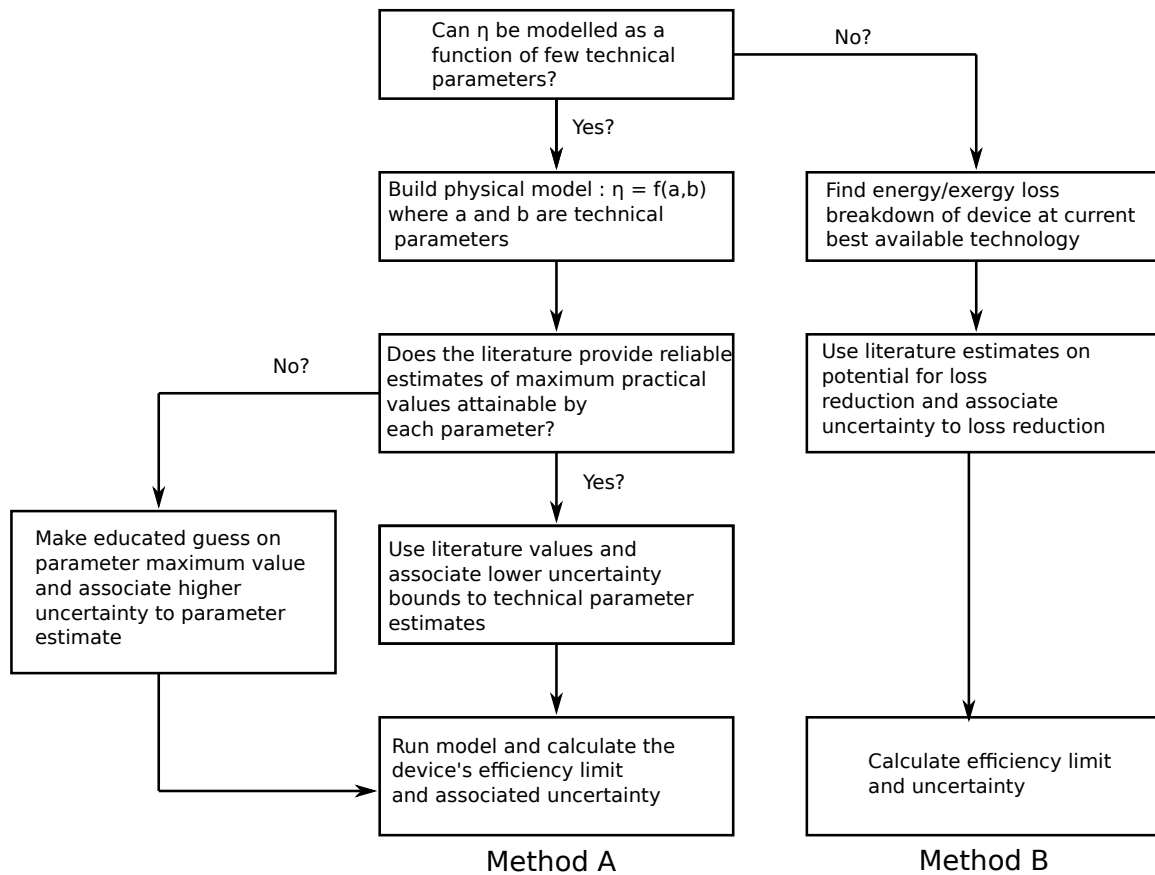 Can η be modelled as a
function of few technical
parameters?
No?
Yes?
Build physical model : η = f(a,b)
where a and b are technical
parameters
Find energy/exergy loss
breakdown of device at current
best available technology
Does the literature provide reliable
estimates of maximum practical
values attainable by
each parameter?
No?
Use literature estimates on
potential for loss
reduction and associate
uncertainty to loss reduction
Yes?
Make educated guess on
parameter maximum value
and associate higher
uncertainty to parameter
estimate
Use literature values and
associate lower uncertainty
bounds to technical parameter
estimates
Run model and calculate the
device's efficiency limit
and associated uncertainty
Calculate efficiency limit
and uncertainty
Method A
Method B